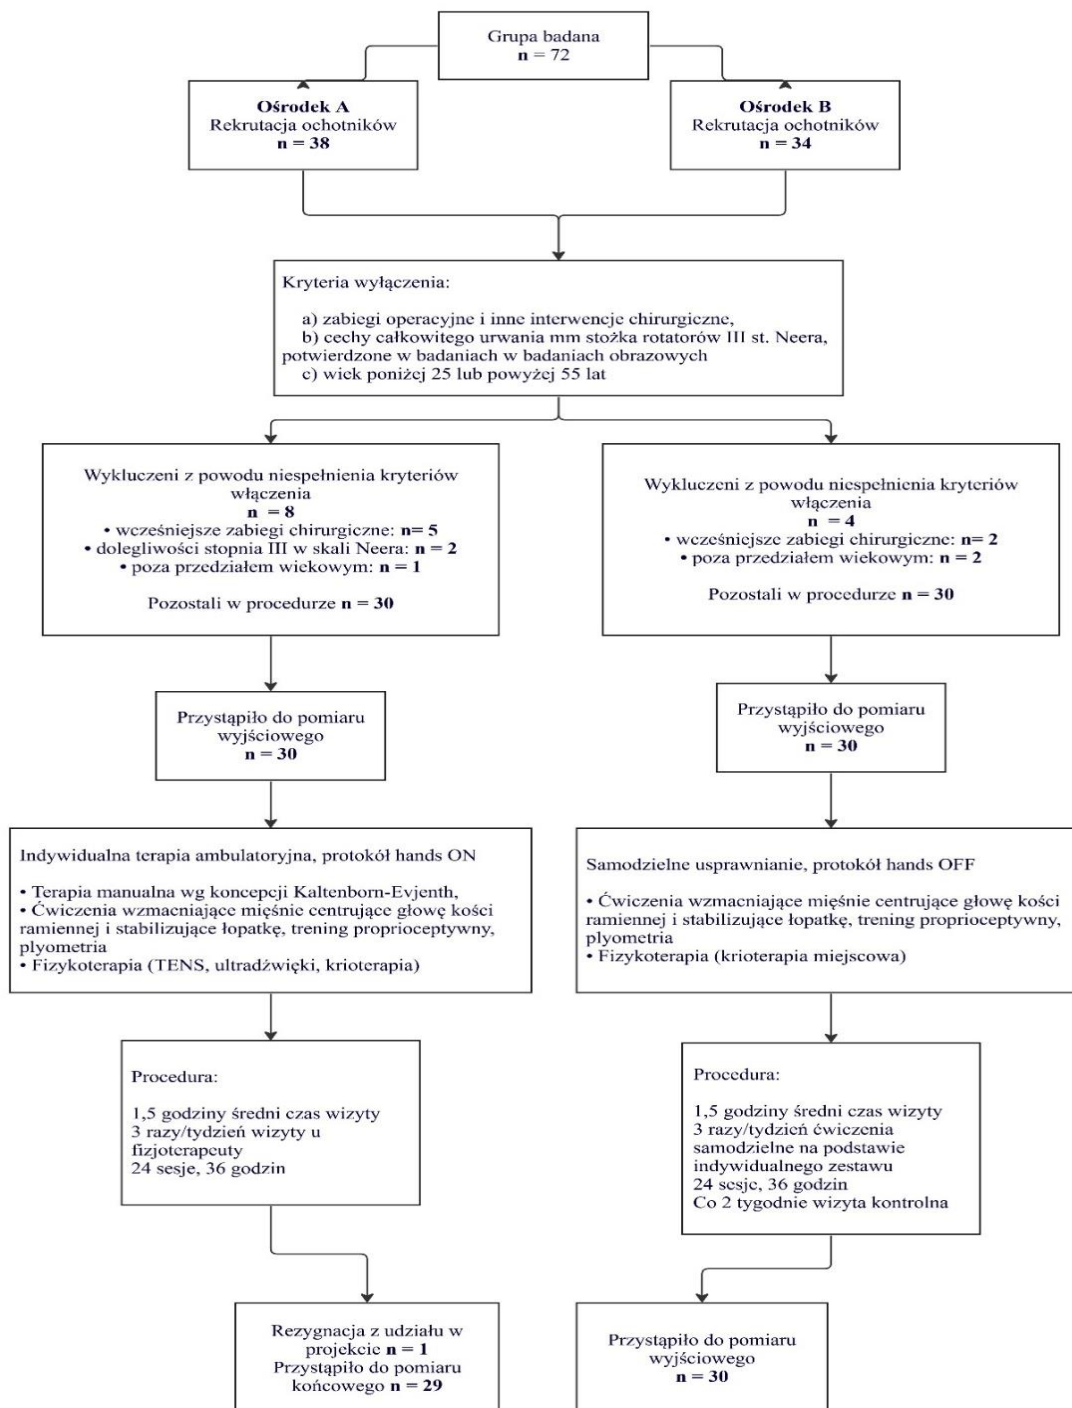 Grupa badana
n = 72
Ośrodek A
Rekrutacja ochotników
n = 38
Ośrodek B
Rekrutacja ochotników
n = 34
Kryteria wyłączenia:
a) zabiegi operacyjne i inne interwencje chirurgiczne,
b) cechy całkowitego urwania mm stożka rotatorów III st. Neera,
potwierdzone w badaniach w badaniach obrazowych
c) wiek poniżej 25 lub powyżej 55 lat
Wykluczeni z powodu niespełnienia kryteriów
włączenia
n = 8
• wcześniejsze zabiegi chirurgiczne: n= 5
• dolegliwości stopnia III w skali Neera: n = 2
• poza przedziałem wiekowym: n = 1
Pozostali w procedurze n = 30
Wykluczeni z powodu niespełnienia kryteriów
włączenia
n = 4
• wcześniejsze zabiegi chirurgiczne: n= 2
• poza przedziałem wiekowym: n = 2
Pozostali w procedurze n = 30
Przystąpiło do pomiaru
wyjściowego
n = 30
Przystąpiło do pomiaru
wyjściowego
n = 30
Indywidualna terapia ambulatoryjna, protokół hands ON
• Terapia manualna wg koncepcji Kaltenborn-Evjenth,
• Ćwiczenia wzmacniające mięśnie centrujące głowę kości
ramiennej i stabilizujące łopatkę, trening proprioceptywny,
plyometria
• Fizykoterapia (TENS, ultradźwięki, krioterapia)
Samodzielne usprawnianie, protokół hands OFF
• Ćwiczenia wzmacniające mięśnie centrujące głowę kości
ramiennej i stabilizujące łopatkę, trening proprioceptywny,
plyometria
• Fizykoterapia (krioterapia miejscowa)
Procedura:
1,5 godziny średni czas wizyty
3 razy/tydzień wizyty u
fizjoterapeuty
24 sesje, 36 godzin
Procedura:
1,5 godziny średni czas wizyty
3 razy/tydzień ćwiczenia
samodzielne na podstawie
indywidualnego zestawu
24 sesje, 36 godzin
Co 2 tygodnie wizyta kontrolna
Rezygnacja z udziału w
projekcie n = 1
Przystąpiło do pomiaru
końcowego n = 29
Przystąpiło do pomiaru
wyjściowego
n = 30